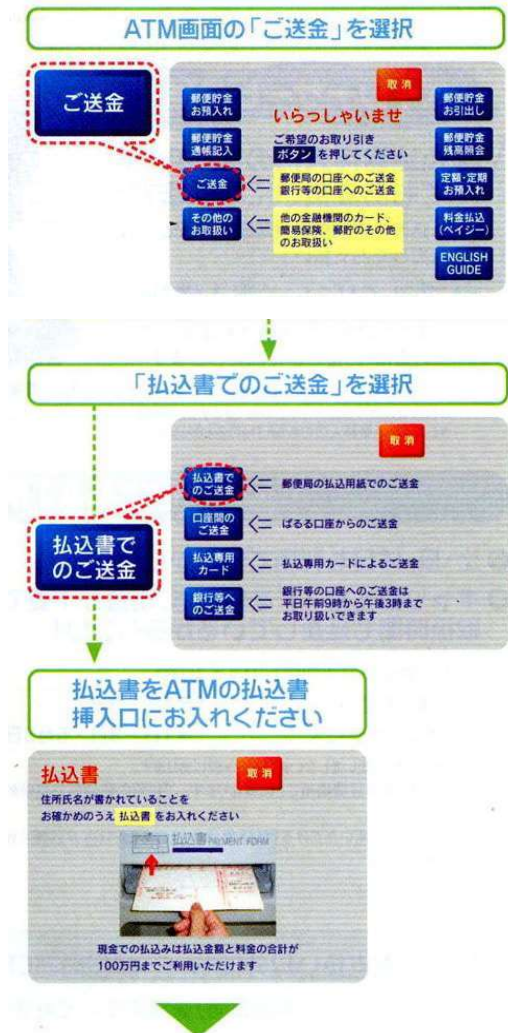 ATM画面の「ご送金」を選択
ご送金
取消
郵便貯金
お預入れ
郵便貯金
通帳記入
ご送金
その他の
お取扱い
いらっしゃいませ
ご希望のお取り引き
ボタン を押してください
郵便局の口座へのご送金
銀行等の口座へのご送金
他の金融機関のカード、
簡易保険、郵貯のその他
のお取扱い
郵便貯金
お引出し
郵便貯金
残高照会
定額・定期
お預入れ
料金払込
(ペイジー)
ENGLISH
GUIDE
「払込書でのご送金」を選択
取消
払込書で
のご送金
払込書で
のご送金
郵便局の払込用紙でのご送金
口座間の
ご送金
ぱるる口座からのご送金
払込専用
カード
払込専用カードによるご送金
銀行等へ
のご送金
銀行等の口座へのご送金は
平日午前9時から午後3時まで
お取り扱いできます
払込書をATMの払込書
挿入口にお入れください
払込書
取消
住所氏名が書かれていることを
お確かめのうえ 払込書 をお入れください
払込書 PAYMENT FORM
現金での払込みは払込金額と料金の合計が
100万円までご利用いただけます